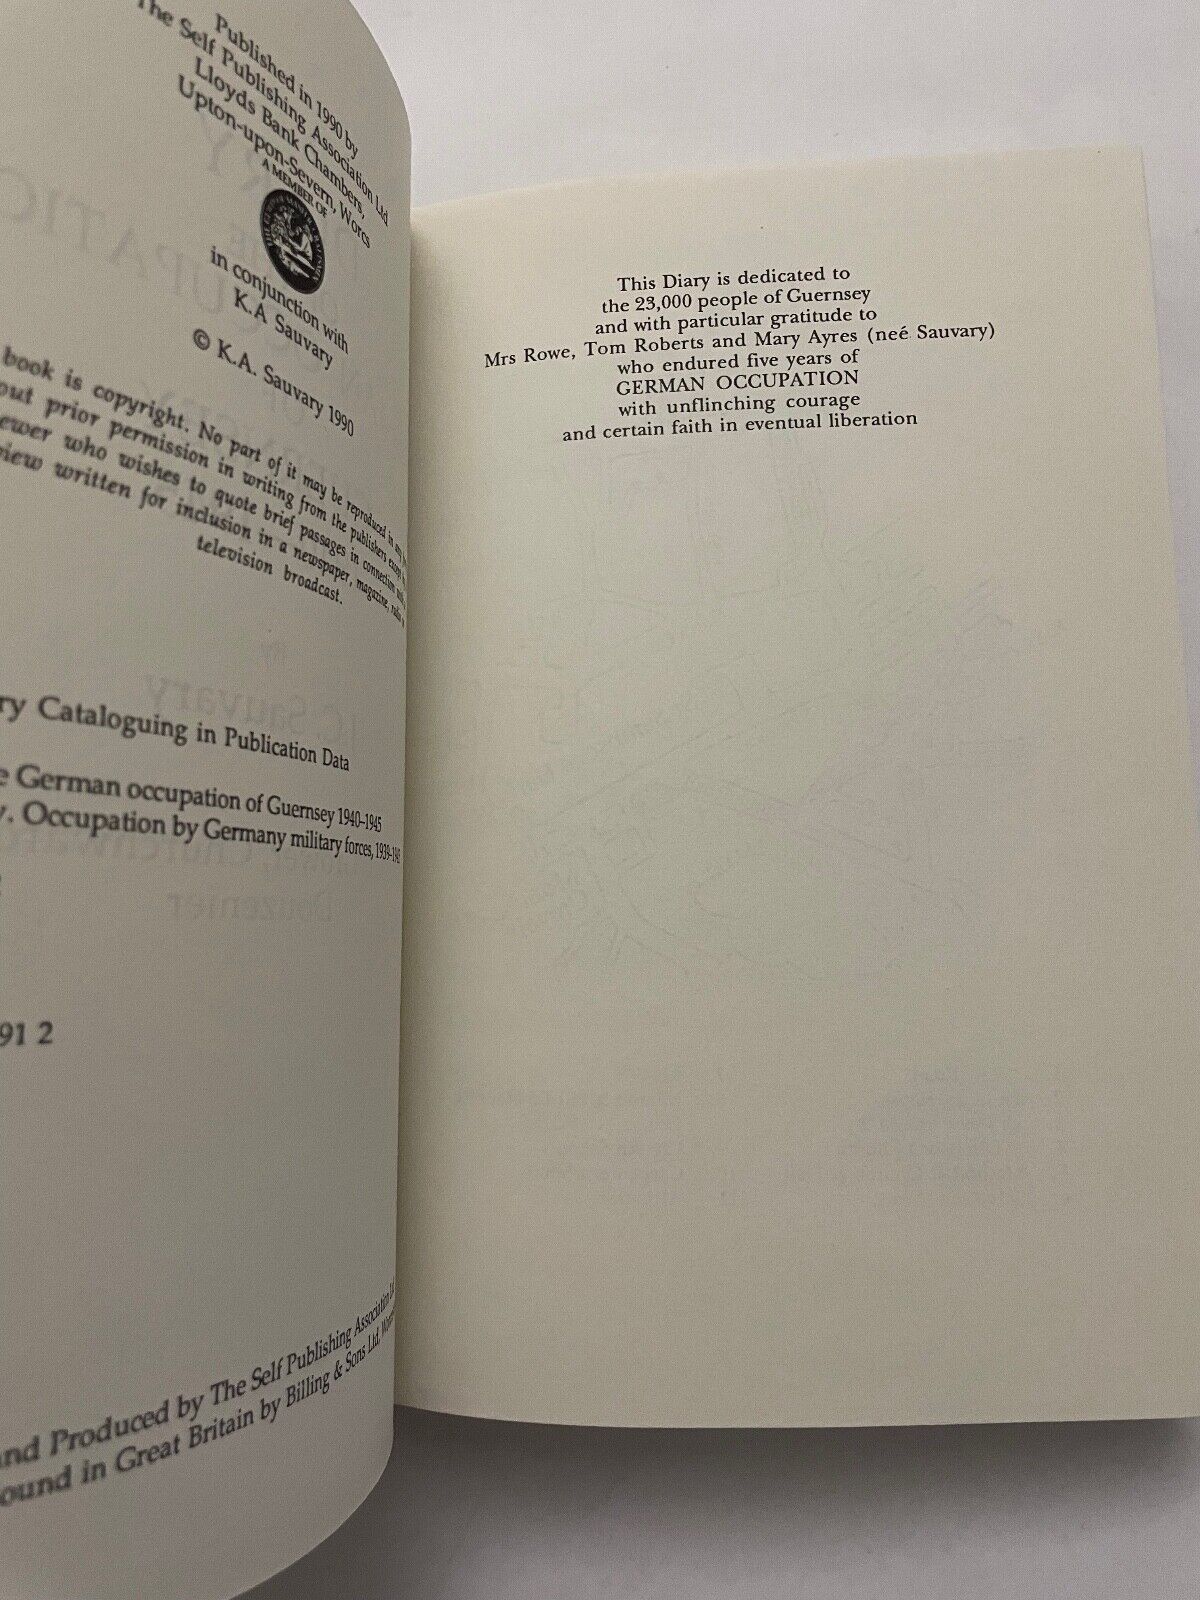 Published in 1990 by
The Self Publishing Association Ltd
Lloyds Bank Chambers,
Upton-upon-Severn, Worcs
A MEMBER OF
in conjunction with
K.A Sauvary
© K.A. Sauvary 1990
book is copyright. No part of it may be reproduced in any
out prior permission in writing from the publishers except
ewer who wishes to quote brief passages in connection with
view written for inclusion in a newspaper, magazine, radio
television broadcast.
ry Cataloguing in Publication Data
e German occupation of Guernsey 1940-1945
y. Occupation by Germany military forces, 1939-194
91 2
and Produced by The Self Publishing Association Ltd
ound in Great Britain by Billing & Sons Ltd,
This Diary is dedicated to
the 23,000 people of Guernsey
and with particular gratitude to
Mrs Rowe, Tom Roberts and Mary Ayres (neé Sauvary)
who endured five years of
GERMAN OCCUPATION
with unflinching courage
and certain faith in eventual liberation